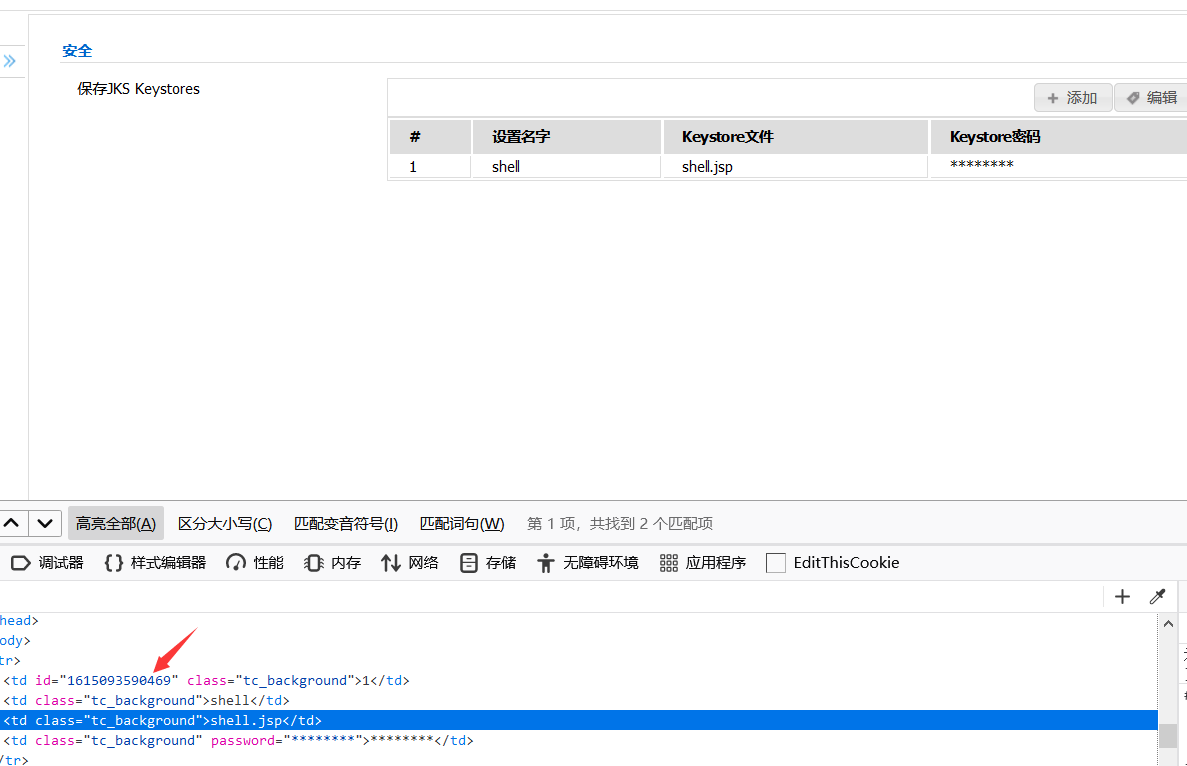 安全
保存JKS Keystores
添加 编辑
# 设置名字 Keystore文件 Keystore密码
1 shell shell.jsp ********
高亮全部(A) 区分大小写(C) 匹配变音符号(I) 匹配词句(W) 第 1 项，共找到 2 个匹配项
调试器 {} 样式编辑器 性能 内存 网络 存储 无障碍环境 应用程序 EditThisCookie
head>
ody>
tr>
<td id="1615093590469" class="tc_background">1</td>
<td class="tc_background">shell</td>
<td class="tc_background">shell.jsp</td>
<td class="tc_background" password="********">********</td>
/tr>